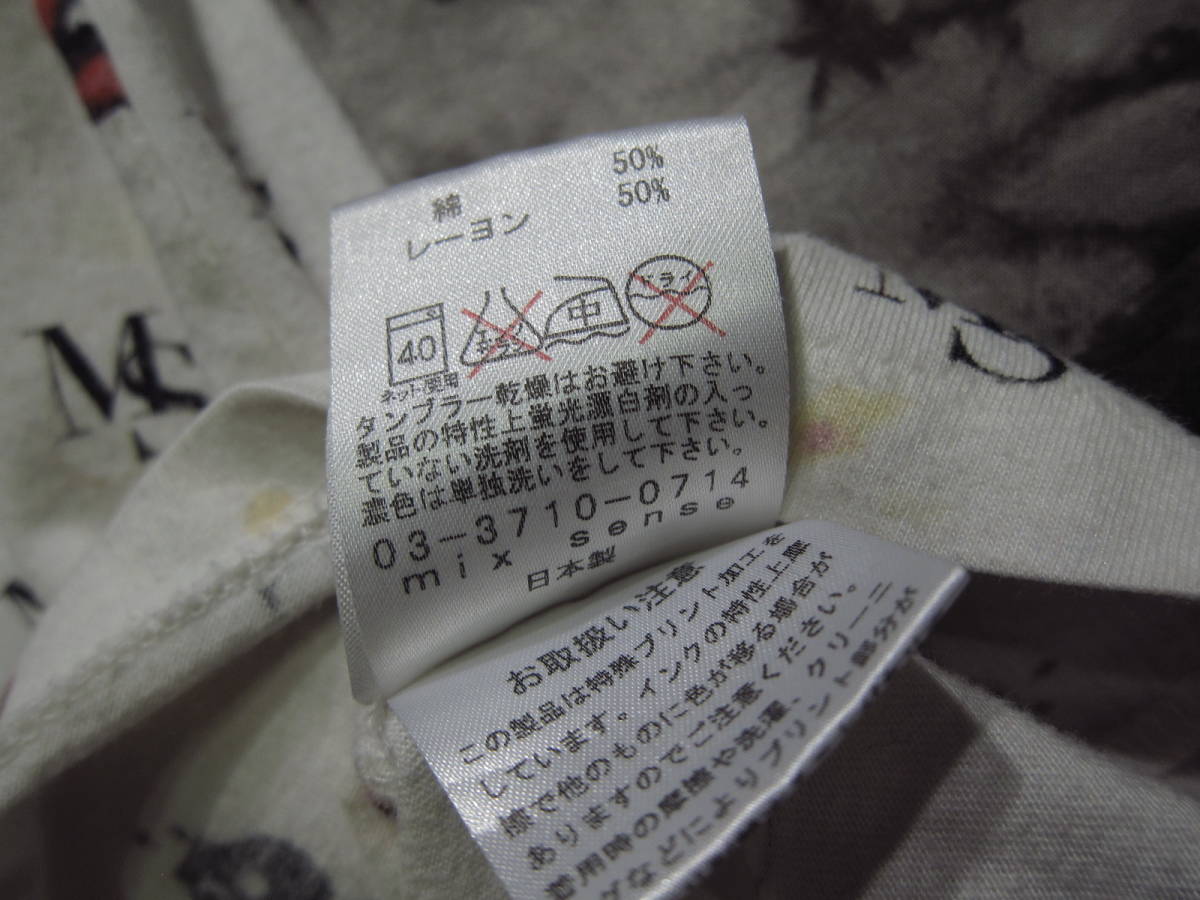 綿 50%
レーヨン 50%
40
ネット使用
中
ドライ
タンブラー乾燥はお避け下さい。
製品の特性上蛍光漂白剤の入っ
ていない洗剤を使用して下さい。
濃色は単独洗いをして下さい。
03-3710-0714
mix sense
日本製
お取扱い注意
この製品は特殊プリント加工を
しています。インクの特性上摩
擦で他のものに色が移る場合が
ありますのでご注意ください。
着用時の摩擦や洗濯、クリーニ
グなどによりプリント部分が